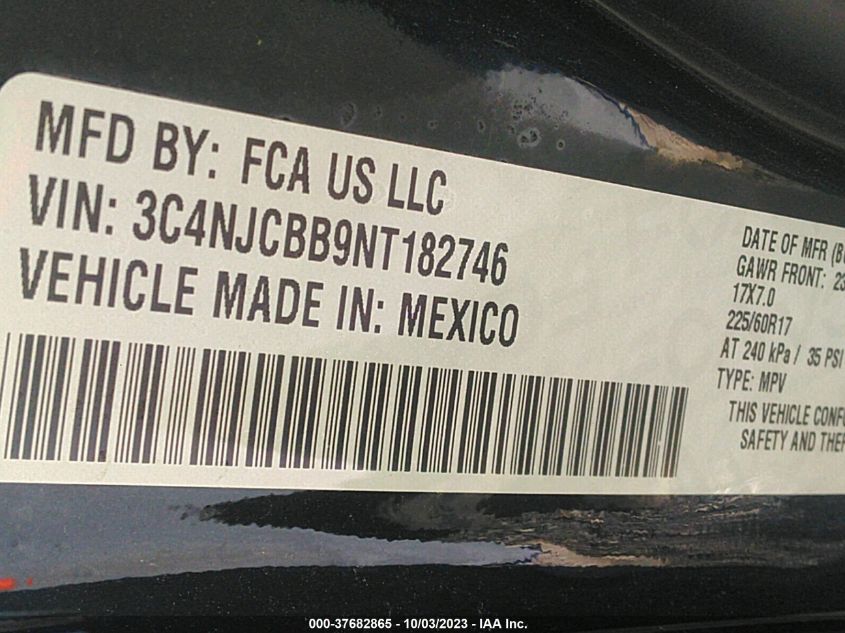 MFD BY: FCA US LLC
VIN: 3C4NJCBB9NT182746
VEHICLE MADE IN: MEXICO
DATE OF MFR
GAWR FRONT:
17X7.0
225/60R17
AT 240 kPa / 35 PSI
TYPE: MPV
THIS VEHICLE
SAFETY AND
000-37682865 - 10/03/2023 - IAA Inc.